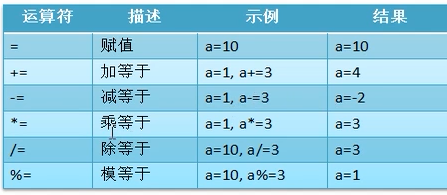 运算符 描述 示例 结果
= 赋值 a=10 a=10
+= 加等于 a=1, a+=3 a=4
-= 减等于 a=1, a-=3 a=-2
*= 乘等于 a=1, a*=3 a=3
/= 除等于 a=10, a/=3 a=3
%= 模等于 a=10, a%=3 a=1